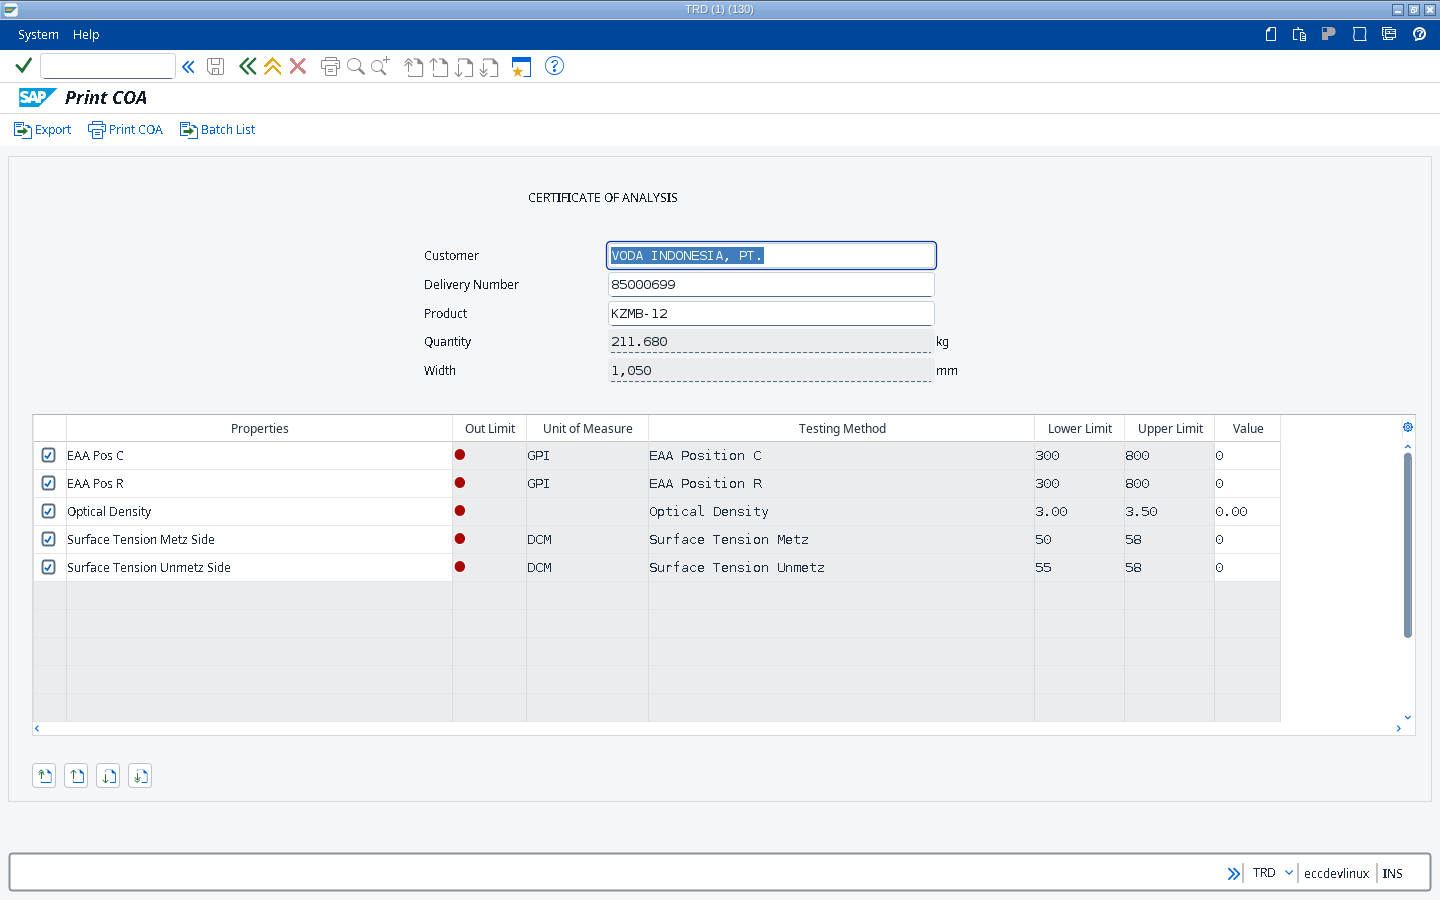 TRD (1) (130)
System Help
SAP Print COA
Export Print COA Batch List
CERTIFICATE OF ANALYSIS
Customer VODA INDONESIA, PT.
Delivery Number 85000699
Product KZMB-12
Quantity 211.680 kg
Width 1,050 mm
Properties Out Limit Unit of Measure Testing Method Lower Limit Upper Limit Value
EAA Pos C GPI EAA Position C 300 800 0
EAA Pos R GPI EAA Position R 300 800 0
Optical Density Optical Density 3.00 3.50 0.00
Surface Tension Metz Side DCM Surface Tension Metz 50 58 0
Surface Tension Unmetz Side DCM Surface Tension Unmetz 55 58 0
TRD eccdevlinux INS